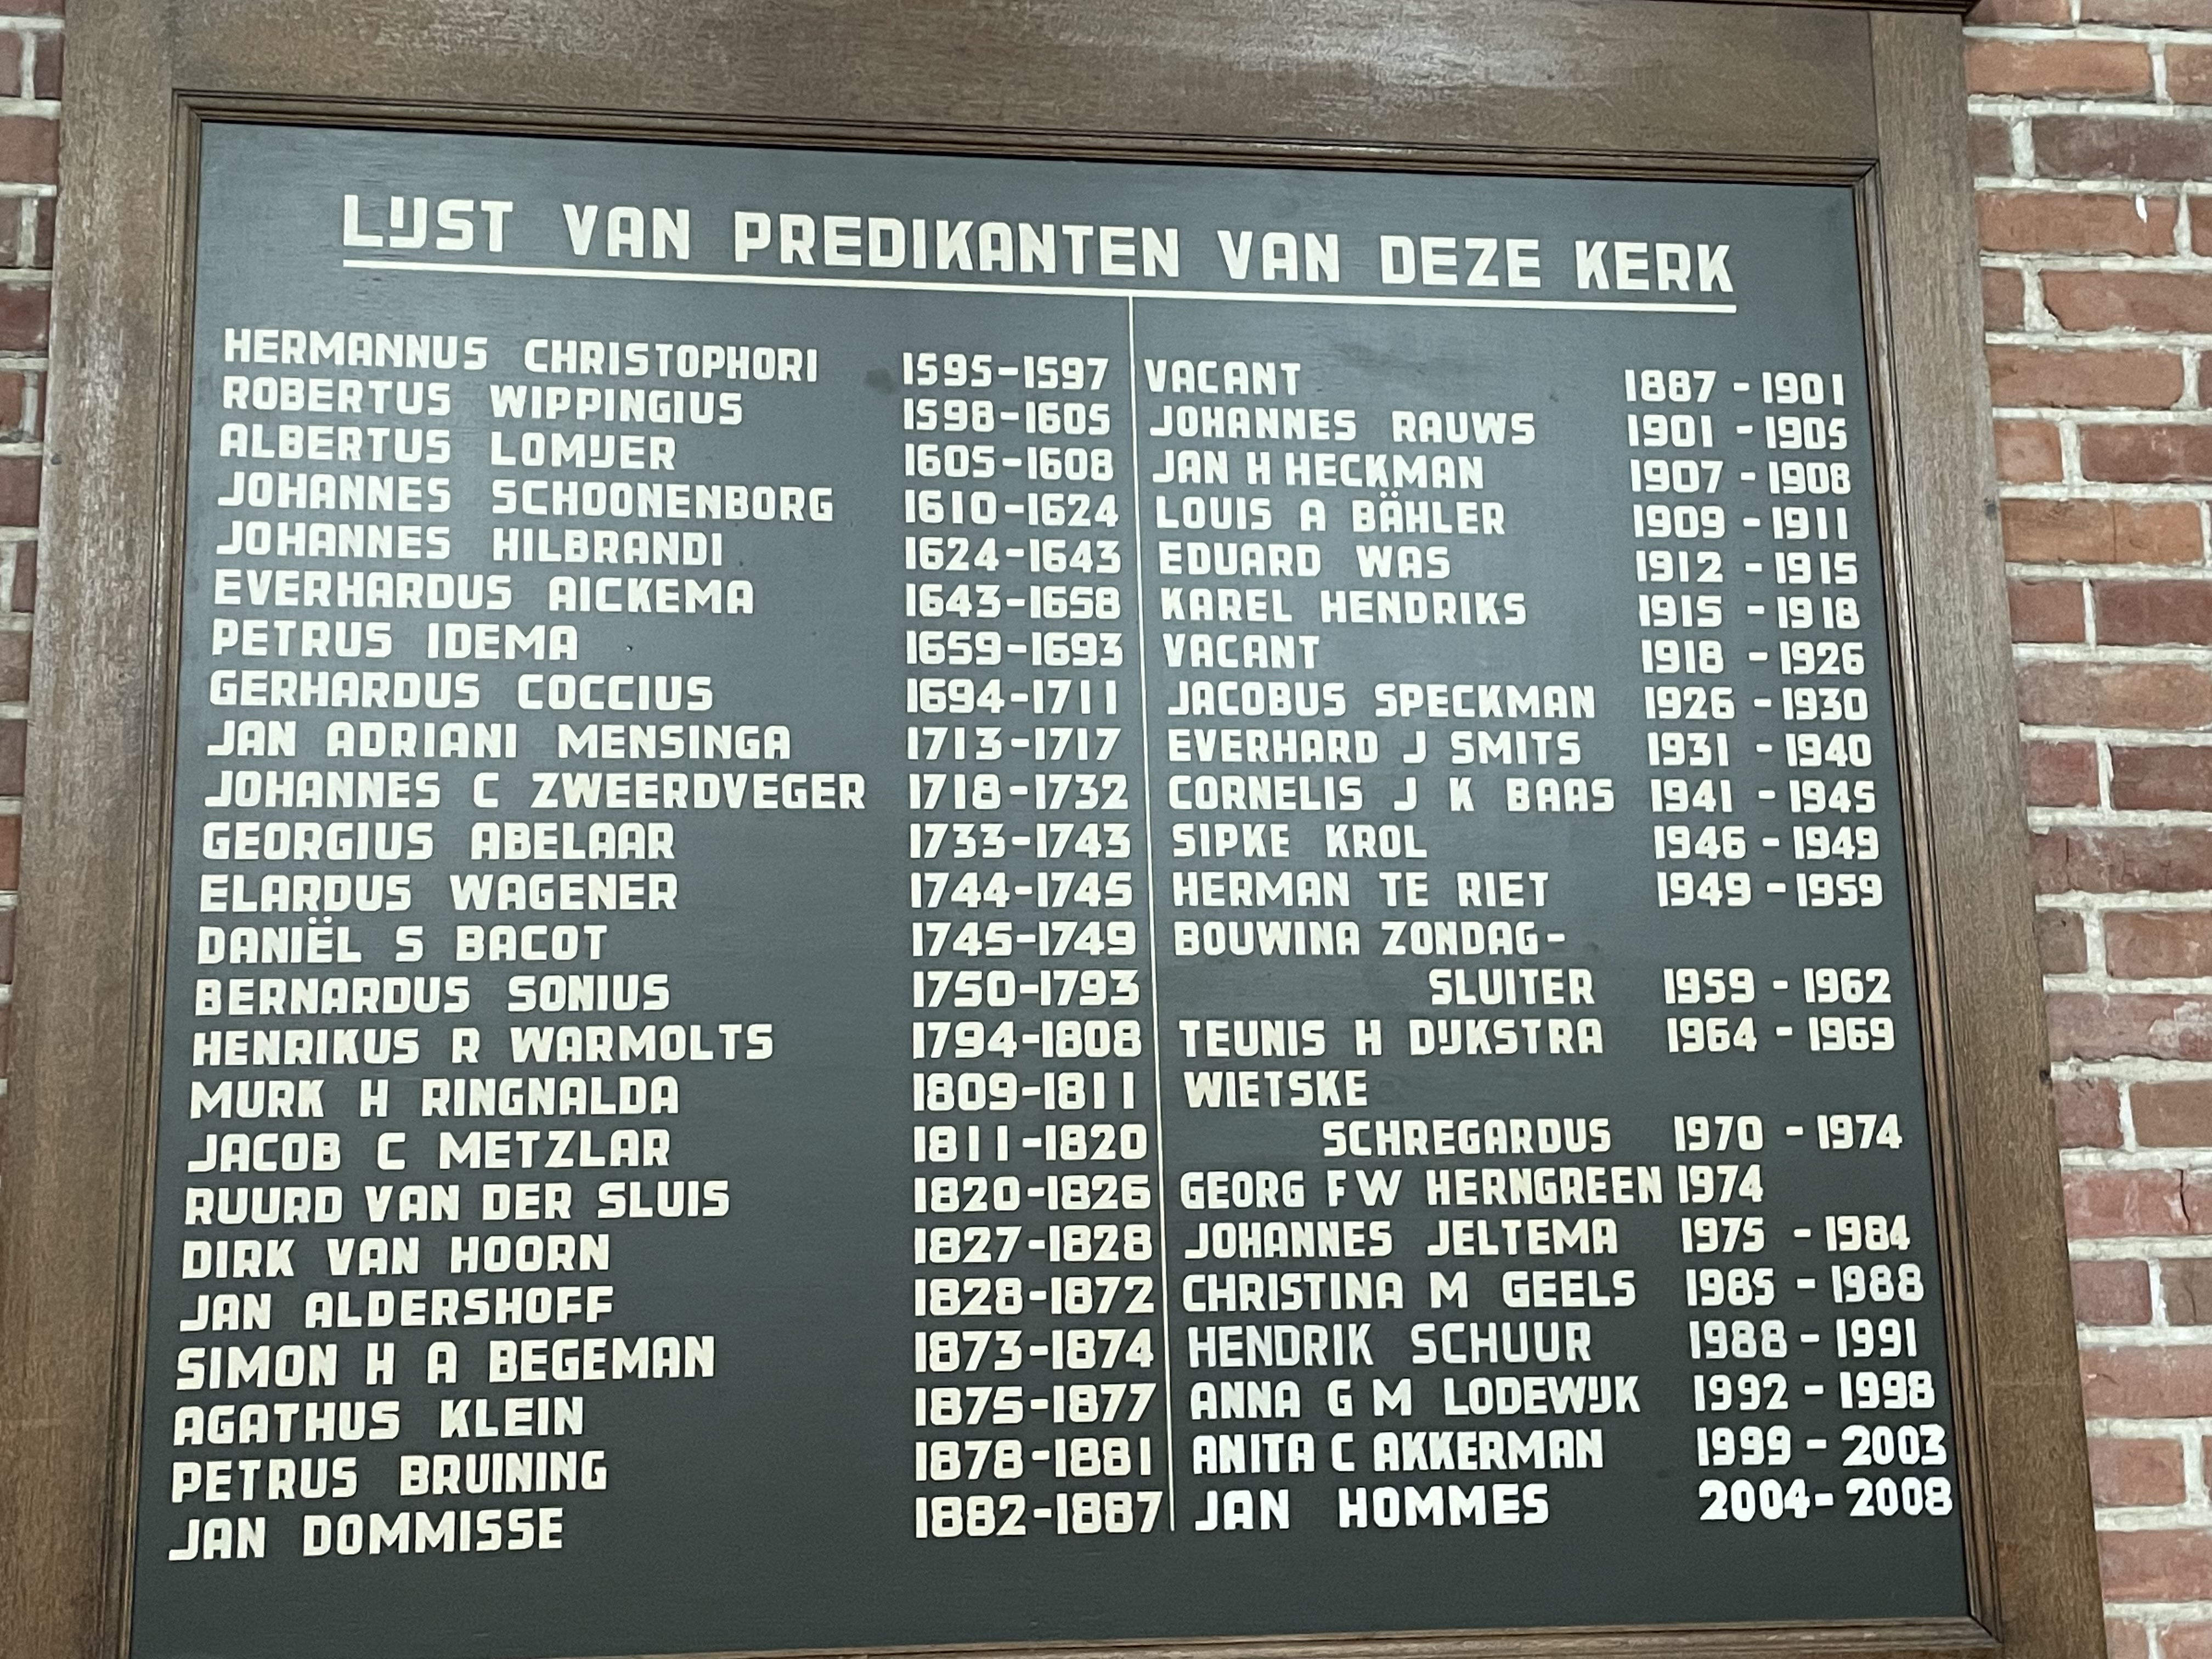 LIJST VAN PREDIKANTEN VAN DEZE KERK
HERMANNUS CHRISTOPHORI 1595-1597
ROBERTUS WIPPINGIUS 1598-1605
ALBERTUS LOMIJER 1605-1608
JOHANNES SCHOONENBORG 1610-1624
JOHANNES HILBRANDI 1624-1643
EVERHARDUS AICKEMA 1643-1658
PETRUS IDEMA 1659-1693
GERHARDUS COCCIUS 1694-1711
JAN ADRIANI MENSINGA 1713-1717
JOHANNES C ZWEERDVEGER 1718-1732
GEORGIUS ABELAAR 1733-1743
ELARDUS WAGENER 1744-1745
DANIËL S BACOT 1745-1749
BERNARDUS SONIUS 1750-1793
HENRIKUS R WARMOLTS 1794-1808
MURK H RINGNALDA 1809-1811
JACOB C METZLAR 1811-1820
RUURD VAN DER SLUIS 1820-1826
DIRK VAN HOORN 1827-1828
JAN ALDERSHOFF 1828-1872
SIMON H A BEGEMAN 1873-1874
AGATHUS KLEIN 1875-1877
PETRUS BRUINING 1878-1881
JAN DOMMISSE 1882-1887
VACANT 1887 - 1901
JOHANNES RAUWS 1901 - 1905
JAN H HECKMAN 1907 - 1908
LOUIS A BÄHLER 1909 - 1911
EDUARD WAS 1912 - 1915
KAREL HENDRIKS 1915 - 1918
VACANT 1918 - 1926
JACOBUS SPECKMAN 1926 - 1930
EVERHARD J SMITS 1931 - 1940
CORNELIS J K BAAS 1941 - 1945
SIPKE KROL 1946 - 1949
HERMAN TE RIET 1949 - 1959
BOUWINA ZONDAG-
SLUITER 1959 - 1962
TEUNIS H DIJKSTRA 1964 - 1969
WIETSKE
SCHREGARDUS 1970 - 1974
GEORG F W HERNGREEN 1974
JOHANNES JELTEMA 1975 - 1984
CHRISTINA M GEELS 1985 - 1988
HENDRIK SCHUUR 1988 - 1991
ANNA G M LODEWIJK 1992 - 1998
ANITA C AKKERMAN 1999 - 2003
JAN HOMMES 2004 - 2008